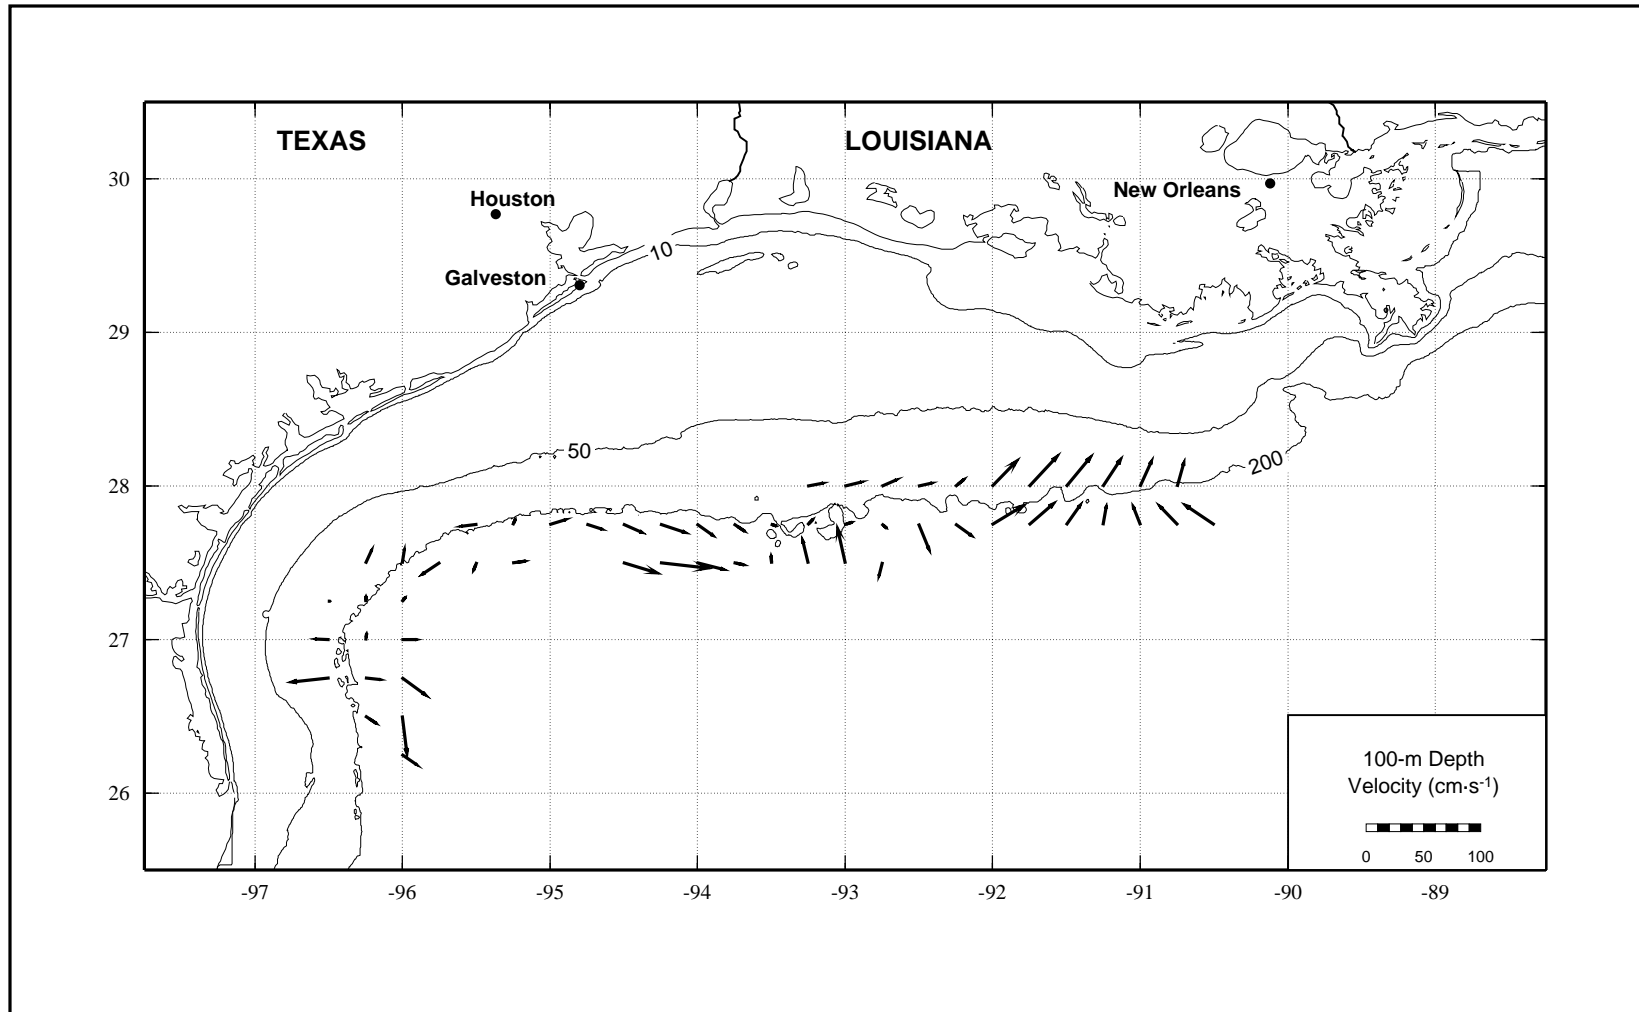 TEXAS
LOUISIANA
30
New Orleans
Houston
10
Galveston
29
50
200
28
27
100-m Depth
Velocity (cm·s-1)
26
0 50 100
-97 -96 -95 -94 -93 -92 -91 -90 -89